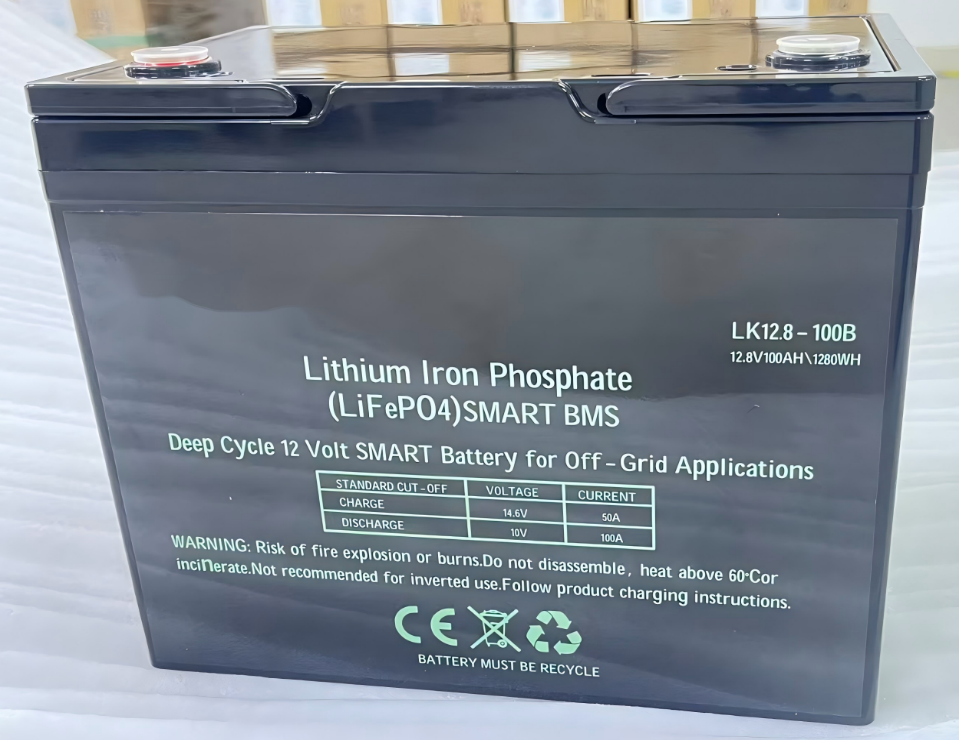 LK12.8-100B
12.8V100AH\1280WH
Lithium Iron Phosphate
(LiFePO4)SMART BMS
Deep Cycle 12 Volt SMART Battery for Off-Grid Applications
STANDARD CUT-OFF VOLTAGE CURRENT
CHARGE 14.6V 50A
DISCHARGE 10V 100A
WARNING: Risk of fire explosion or burns.Do not disassemble, heat above 60°Cor
incinerate.Not recommended for inverted use.Follow product charging instructions.
CE
BATTERY MUST BE RECYCLE